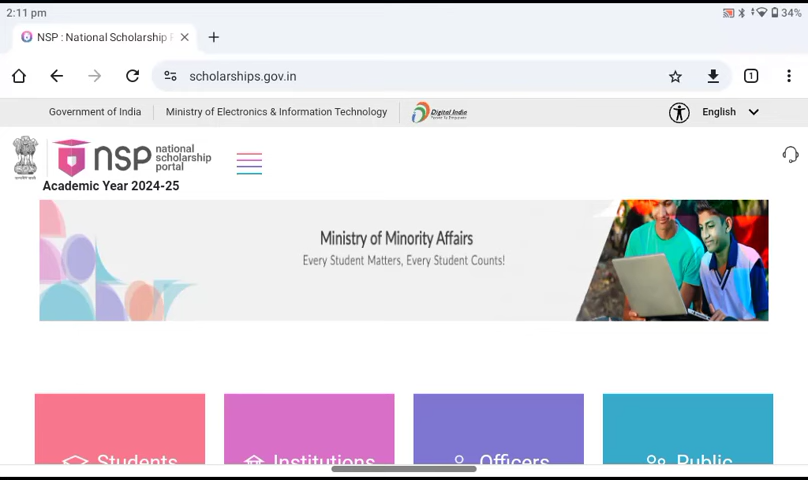 2:11 pm
34%
NSP : National Scholarship
scholarships.gov.in
1
Government of India
Ministry of Electronics & Information Technology
Digital India
English
nsp national scholarship portal
Academic Year 2024-25
Ministry of Minority Affairs
Every Student Matters, Every Student Counts!
Students
Institutions
Officers
Public